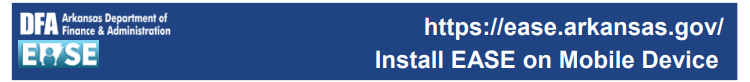 DFA Arkansas Department of
Finance & Administration
EASE
https://ease.arkansas.gov/
Install EASE on Mobile Device